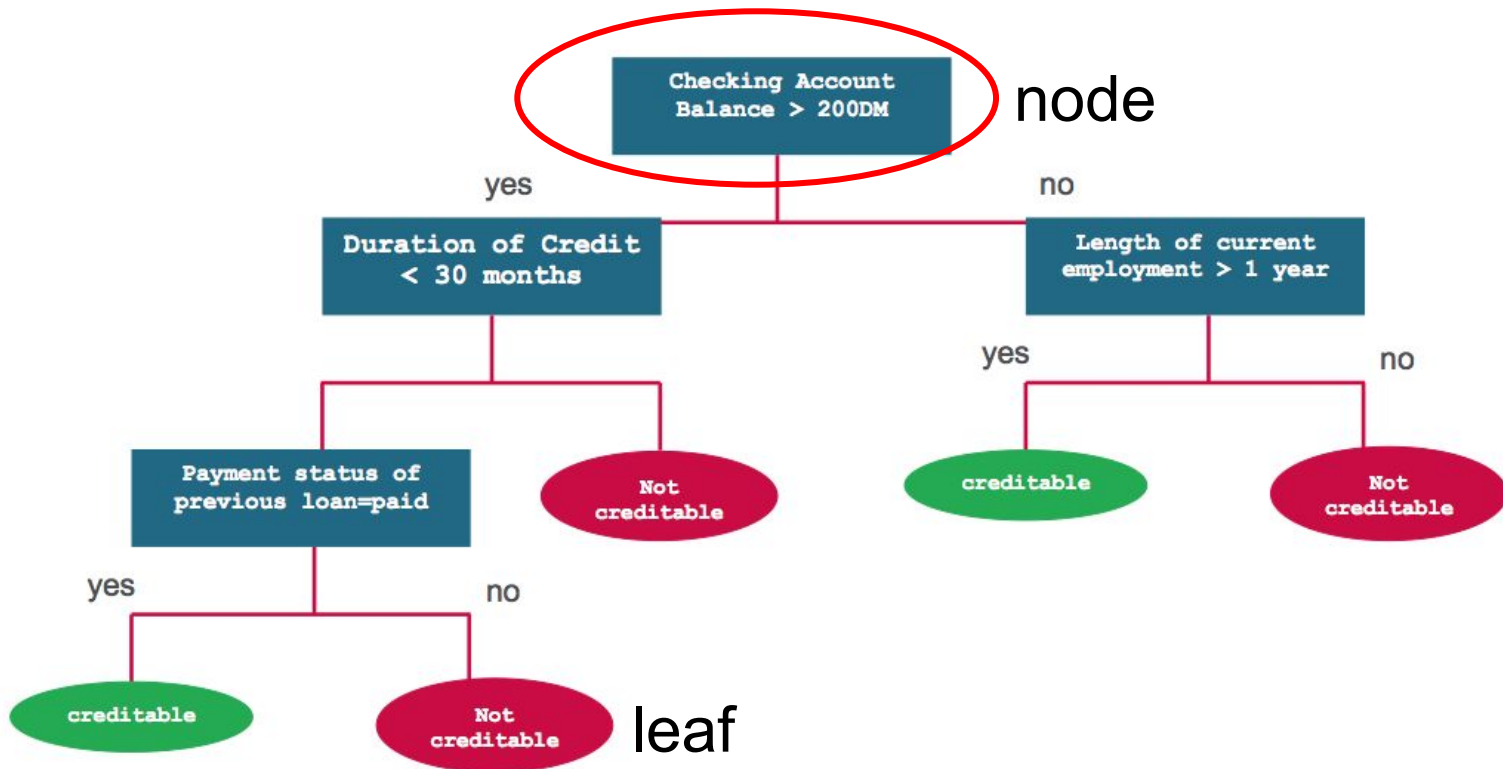 Checking Account
Balance > 200DM
node
yes
no
Duration of Credit
< 30 months
Length of current
employment > 1 year
yes
no
Payment status of
previous loan=paid
Not
creditable
creditable
Not
creditable
yes
no
creditable
Not
creditable
leaf